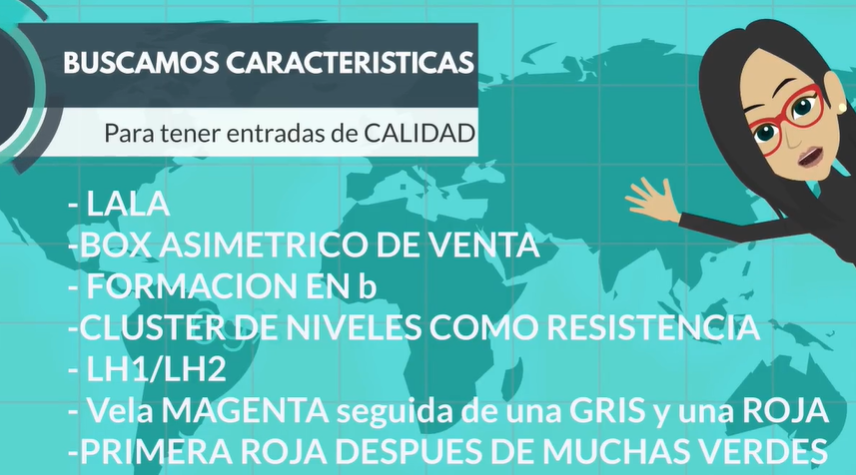 BUSCAMOS CARACTERISTICAS
Para tener entradas de CALIDAD
- LALA
-BOX ASIMETRICO DE VENTA
- FORMACION EN b
-CLUSTER DE NIVELES COMO RESISTENCIA
- LH1/LH2
- Vela MAGENTA seguida de una GRIS y una ROJA
-PRIMERA ROJA DESPUES DE MUCHAS VERDES